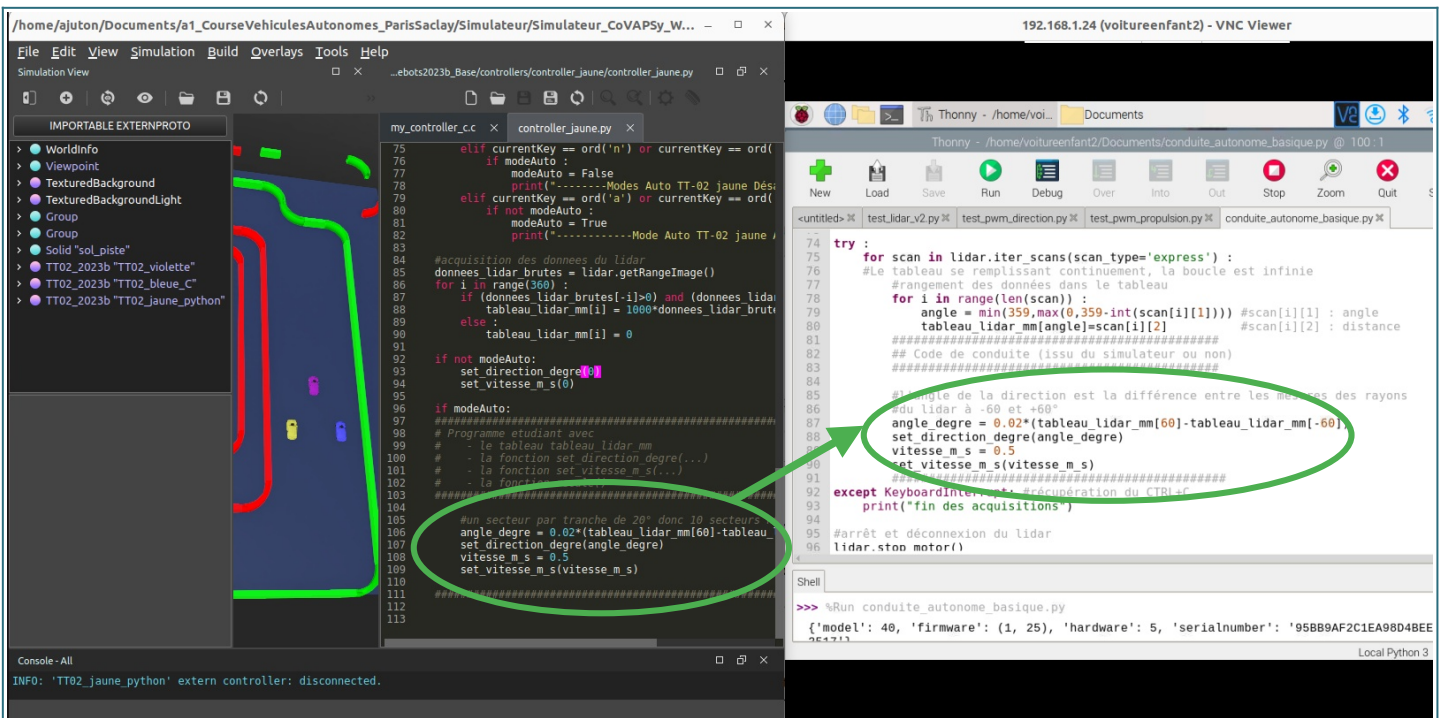 /home/ajuton/Documents/a1_CourseVehiculesAutonomes_ParisSaclay/Simulateur/Simulateur_CoVAPSy_W...
File Edit View Simulation Build Overlays Tools Help
Simulation View
IMPORTABLE EXTERNPROTO
WorldInfo
Viewpoint
TexturedBackground
TexturedBackgroundLight
Group
Group
Solid "sol_piste"
TT02_2023b "TT02_violette"
TT02_2023b "TT02_bleue_C"
TT02_2023b "TT02_jaune_python"
...ebots2023b_Base/controllers/controller_jaune/controller_jaune.py
my_controller_c.c × controller_jaune.py ×
75 elif currentKey == ord('n') or currentKey == ord('
76 if modeAuto :
77 modeAuto = False
78 print("--------Modes Auto TT-02 jaune Désa
79 elif currentKey == ord('a') or currentKey == ord('
80 if not modeAuto :
81 modeAuto = True
82 print("------------Mode Auto TT-02 jaune A
83
84 #acquisition des donnees du lidar
85 donnees_lidar_brutes = lidar.getRangeImage()
86 for i in range(360) :
87 if (donnees_lidar_brutes[-i]>0) and (donnees_lida
88 tableau_lidar_mm[i] = 1000*donnees_lidar_brute
89 else :
90 tableau_lidar_mm[i] = 0
91
92 if not modeAuto:
93 set_direction_degre(0)
94 set_vitesse_m_s(0)
95
96 if modeAuto:
97 ########################################################
98 # Programme etudiant avec
99 # - le tableau tableau_lidar_mm
100 # - la fonction set_direction_degre(...)
101 # - la fonction set_vitesse_m_s(...)
102 # - la fonction
103 ########################################################
104
105 #un secteur par tranche de 20° donc 10 secteurs
106 angle_degre = 0.02*(tableau_lidar_mm[60]-tableau_
107 set_direction_degre(angle_degre)
108 vitesse_m_s = 0.5
109 set_vitesse_m_s(vitesse_m_s)
110
111 ########################################################
112
113
Console - All
INFO: 'TT02_jaune_python' extern controller: disconnected.
192.168.1.24 (voitureenfant2) - VNC Viewer
Thonny - /home/voi... Documents
Thonny - /home/voitureenfant2/Documents/conduite_autonome_basique.py @ 100 : 1
New Load Save Run Debug Over Into Out Stop Zoom Quit
<untitled> test_lidar_v2.py test_pwm_direction.py test_pwm_propulsion.py conduite_autonome_basique.py
74 try :
75 for scan in lidar.iter_scans(scan_type='express') :
76 #Le tableau se remplissant continuement, la boucle est infinie
77 #rangement des données dans le tableau
78 for i in range(len(scan)) :
79 angle = min(359,max(0,359-int(scan[i][1]))) #scan[i][1] : angle
80 tableau_lidar_mm[angle]=scan[i][2] #scan[i][2] : distance
81 ########################################
82 ## Code de conduite (issu du simulateur ou non)
83 ########################################
84
85 #l'angle de la direction est la différence entre les mesures des rayons
86 #du lidar à -60 et +60°
87 angle_degre = 0.02*(tableau_lidar_mm[60]-tableau_lidar_mm[-60])
88 set_direction_degre(angle_degre)
vitesse_m_s = 0.5
90 set_vitesse_m_s(vitesse_m_s)
91 ########################################
92 except KeyboardInterrupt: #récupération du CTRL+C
93 print("fin des acquisitions")
94
95 #arrêt et déconnexion du lidar
96 lidar.stop_motor()
Shell
>>> %Run conduite_autonome_basique.py
{'model': 40, 'firmware': (1, 25), 'hardware': 5, 'serialnumber': '95BB9AF2C1EA98D4BEE
Local Python 3